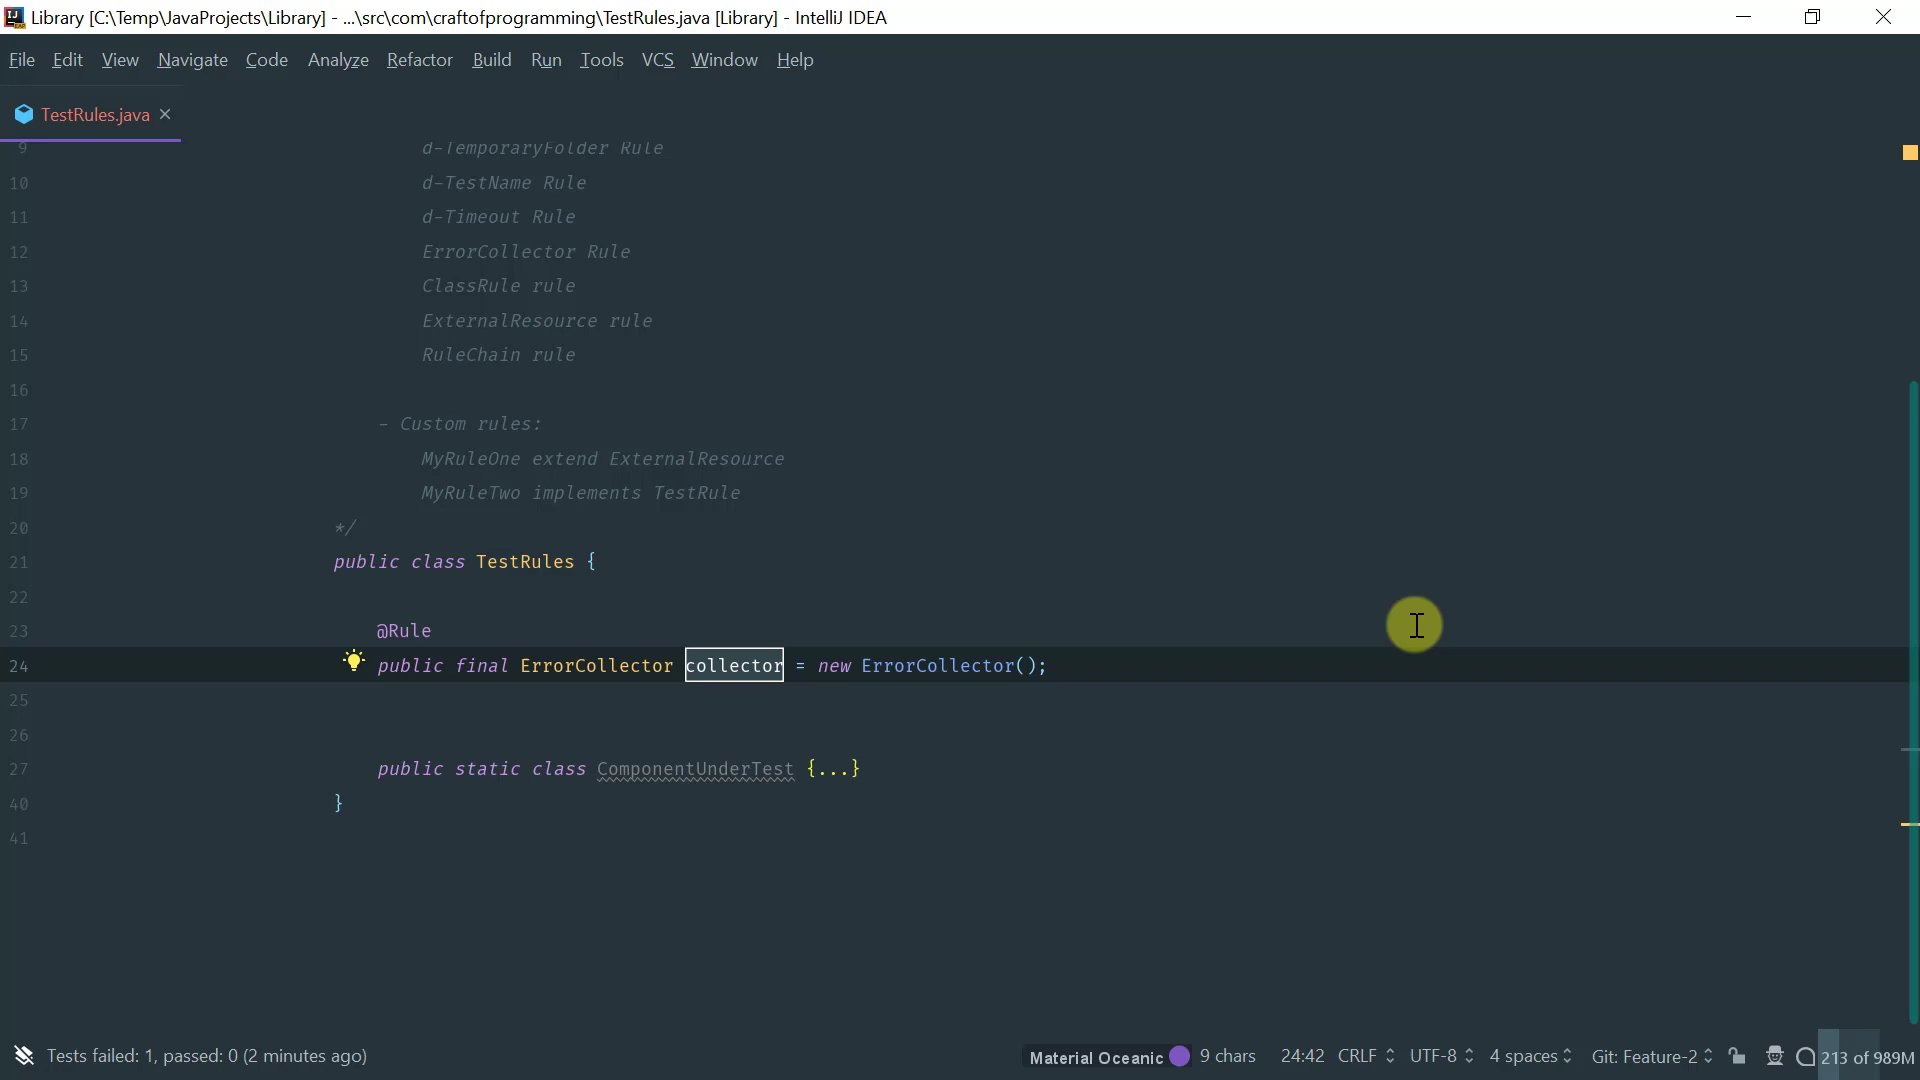 Library [C:\Temp\JavaProjects\Library] - ...\src\com\craftofprogramming\TestRules.java [Library] - IntelliJ IDEA
File Edit View Navigate Code Analyze Refactor Build Run Tools VCS Window Help
TestRules.java
9 d-TemporaryFolder Rule
10 d-TestName Rule
11 d-Timeout Rule
12 ErrorCollector Rule
13 ClassRule rule
14 ExternalResource rule
15 RuleChain rule
16
17 - Custom rules:
18 MyRuleOne extend ExternalResource
19 MyRuleTwo implements TestRule
20 */
21 public class TestRules {
22
23 @Rule
24 public final ErrorCollector collector = new ErrorCollector();
25
26
27 public static class ComponentUnderTest {...}
40 }
41
Tests failed: 1, passed: 0 (2 minutes ago) Material Oceanic 9 chars 24:42 CRLF UTF-8 4 spaces Git: Feature-2 213 of 989M